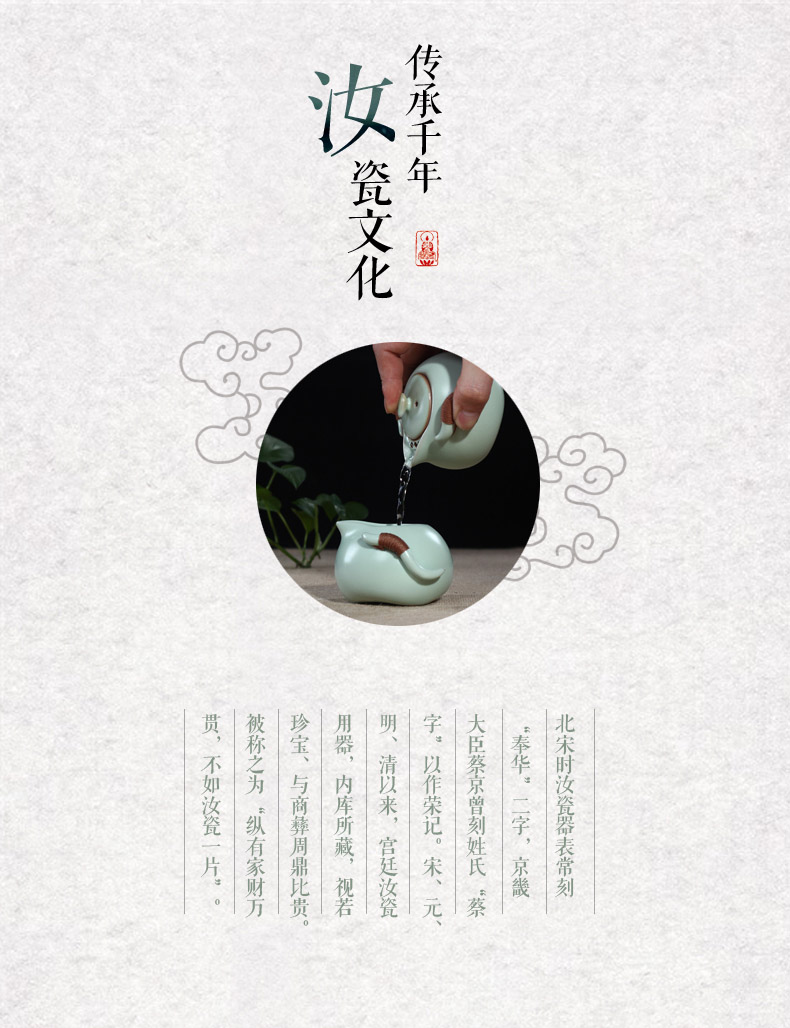 传承千年
汝瓷文化
北宋时汝瓷器表常刻
“奉华”二字，京畿
大臣蔡京曾刻姓氏“蔡
字”以作荣记。宋、元、
明、清以来，宫廷汝瓷
用器，内库所藏，视若
珍宝、与商彝周鼎比贵。
被称之为“纵有家财万
贯，不如汝瓷一片”。